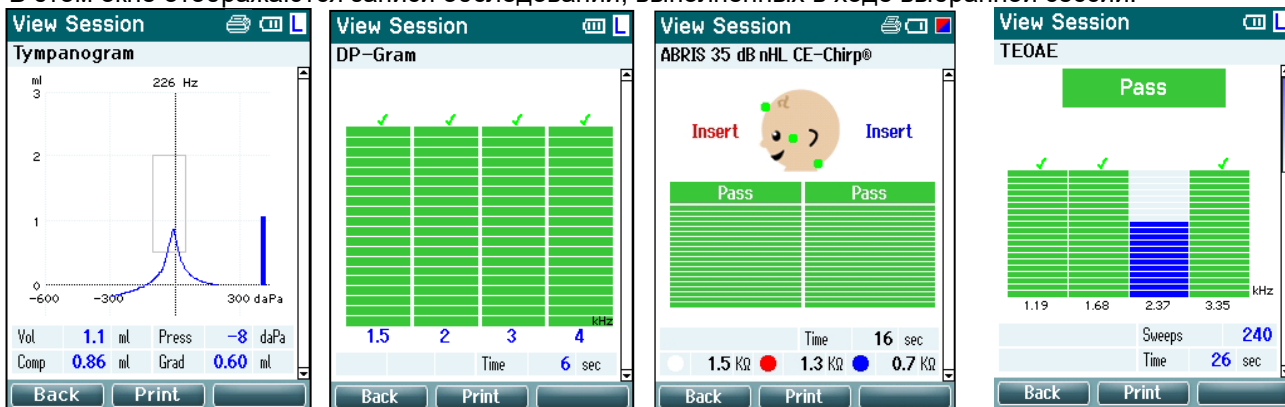 В этом окне отображаются записи обследований, выполненных в ходе выбранной сессии.
View Session L
Tympanogram
ml
226 Hz
3
2
1
0
-600 -300 300 daPa
Vol 1.1 ml Press -8 daPa
Comp 0.86 ml Grad 0.60 ml
Back Print
View Session L
DP-Gram
kHz
1.5 2 3 4
Time 6 sec
Back Print
View Session
ABRIS 35 dB nHL CE-Chirp®
Insert Insert
Pass Pass
Time 16 sec
1.5 KΩ 1.3 KΩ 0.7 KΩ
Back Print
View Session L
TEOAE
Pass
kHz
1.19 1.68 2.37 3.35
Sweeps 240
Time 26 sec
Back Print